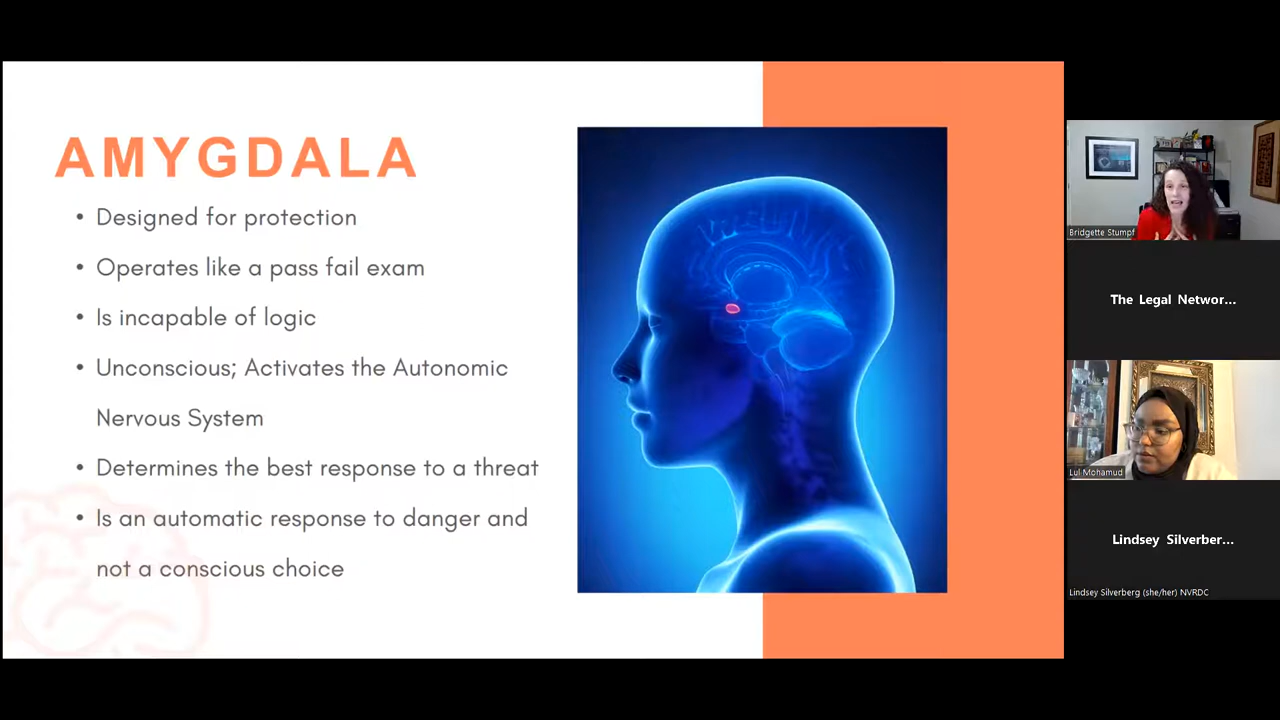 AMYGDALA
• Designed for protection
• Operates like a pass fail exam
• Is incapable of logic
• Unconscious; Activates the Autonomic
Nervous System
• Determines the best response to a threat
• Is an automatic response to danger and
not a conscious choice
Bridgette Stumpf
The Legal Networ...
Lul Mohamud
Lindsey Silverber...
Lindsey Silverberg (she/her) NVRDC